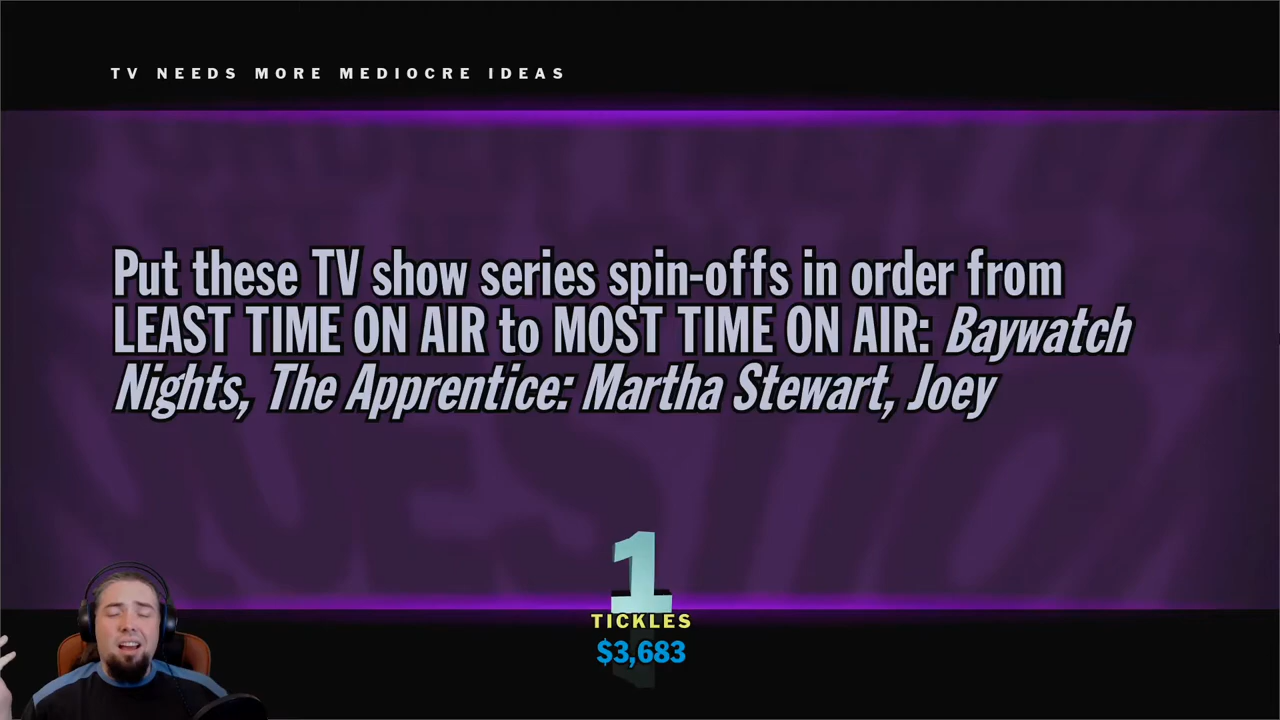 TV NEEDS MORE MEDIOCRE IDEAS
Put these TV show series spin-offs in order from
LEAST TIME ON AIR to MOST TIME ON AIR: Baywatch
Nights, The Apprentice: Martha Stewart, Joey
1
TICKLES
$3,683